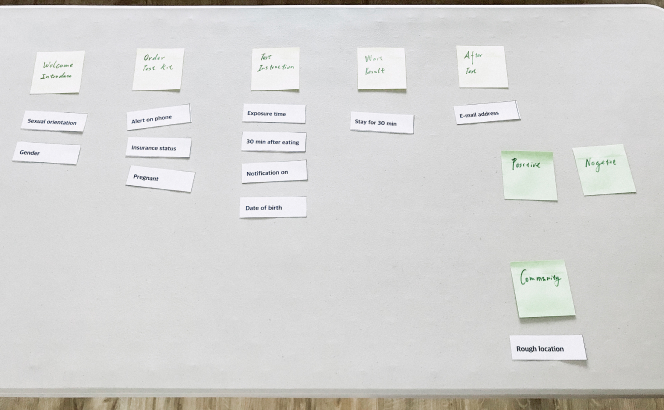 Welcome
Introduce
Sexual orientation
Gender
Order
Test Kit
Alert on phone
Insurance status
Pregnant
Test
Instruction
Exposure time
30 min after eating
Notification on
Date of birth
Wait
Result
Stay for 30 min
After
Test
E-mail address
Positive
Negative
Community
Rough location